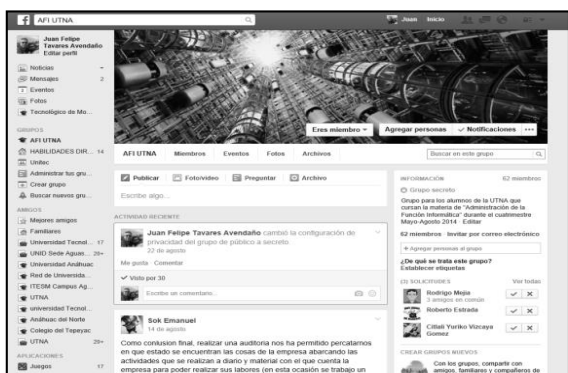 AFI UTNA
Juan Inicio
Juan Felipe
Tavares Avendaño
Editar perfil
Noticias
Mensajes 2
Eventos
Fotos
Tecnológico de Mo...
GRUPOS
AFI UTNA
HABILIDADES DIR... 14
Unitec
Administrar tus gru...
Crear grupo
Buscar nuevos gru...
AMIGOS
Mejores amigos
Familiares
Universidad Tecnol... 17
UNID Sede Aguas... 20+
Universidad Anáhuac
Red de Universida...
ITESM Campus Ag...
UTNA
universidad Tecnol...
Anáhuac del Norte
Colegio del Tepeyac
UTNA 20+
APLICACIONES
Juegos 17
Eres miembro
Agregar personas
Notificaciones
AFI UTNA Miembros Eventos Fotos Archivos
Buscar en este grupo
Publicar Foto/video Preguntar Archivo
Escribe algo...
ACTIVIDAD RECIENTE
Juan Felipe Tavares Avendaño cambió la configuración de
privacidad del grupo de público a secreto.
22 de agosto
Me gusta · Comentar
Visto por 30
Escribe un comentario...
Sok Emanuel
14 de agosto
Como conlusion final, realizar una auditoria nos ha permitido percatarnos
en que estado se encuentran las cosas de la empresa abarcando las
actividades que se realizan a diario y material con el que cuenta la
empresa para poder realizar sus labores (en esta ocasión se trabajo un
INFORMACIÓN 62 miembros
Grupo secreto
Grupo para los alumnos de la UTNA que
cursan la materia de "Administración de la
Función Informática" durante el cuatrimestre
Mayo-Agosto 2014 · Editar
62 miembros · Invitar por correo electrónico
+ Agregar personas al grupo
¿De qué se trata este grupo?
Establecer etiquetas
(3) SOLICITUDES Ver todas
Rodrigo Mejia
3 amigos en común
Roberto Estrada
Citlali Yuriko Vizcaya
Gomez
CREAR GRUPOS NUEVOS
Con los grupos, compartir con
amigos, familiares y compañeros de